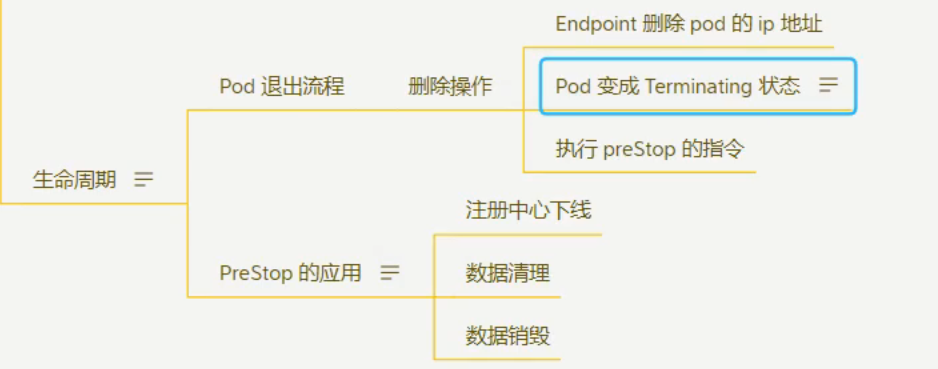 Endpoint 删除 pod 的 ip 地址
Pod 退出流程
删除操作
Pod 变成 Terminating 状态
执行 preStop 的指令
生命周期
注册中心下线
PreStop 的应用
数据清理
数据销毁